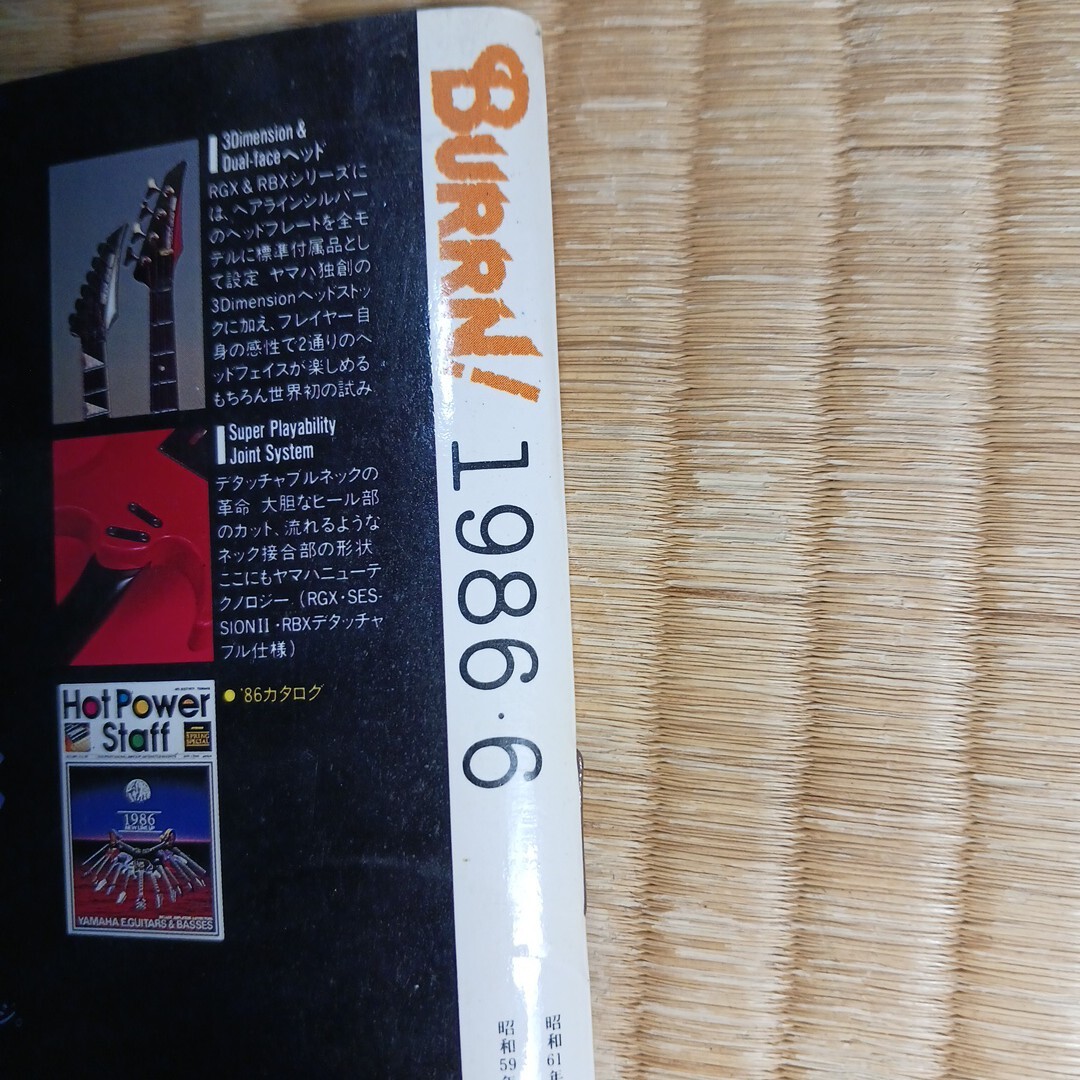 3Dimension &
Dual-faceヘッド
RGX & RBXシリーズに
は、ヘアラインシルバー
のヘッドプレートを全モ
デルに標準付属品とし
て設定 ヤマハ独創の
3Dimensionヘッドストッ
クに加え、プレイヤー自
身の感性で2通りのヘ
ッドフェイスが楽しめる
もちろん世界初の試み
Super Playability
Joint System
デタッチャブルネックの
革命 大胆なヒール部
のカット、流れるような
ネック接合部の形状
ここにもヤマハニューテ
クノロジー (RGX・SES-
SIONII・RBXデタッチャ
ブル仕様)
●'86カタログ
Hot Power
Staff
SPRING
SPECIAL
1986
NEW LINE UP
YAMAHA E.GUITARS & BASSES
BURRN! 1986・6
昭和61年
昭和59年